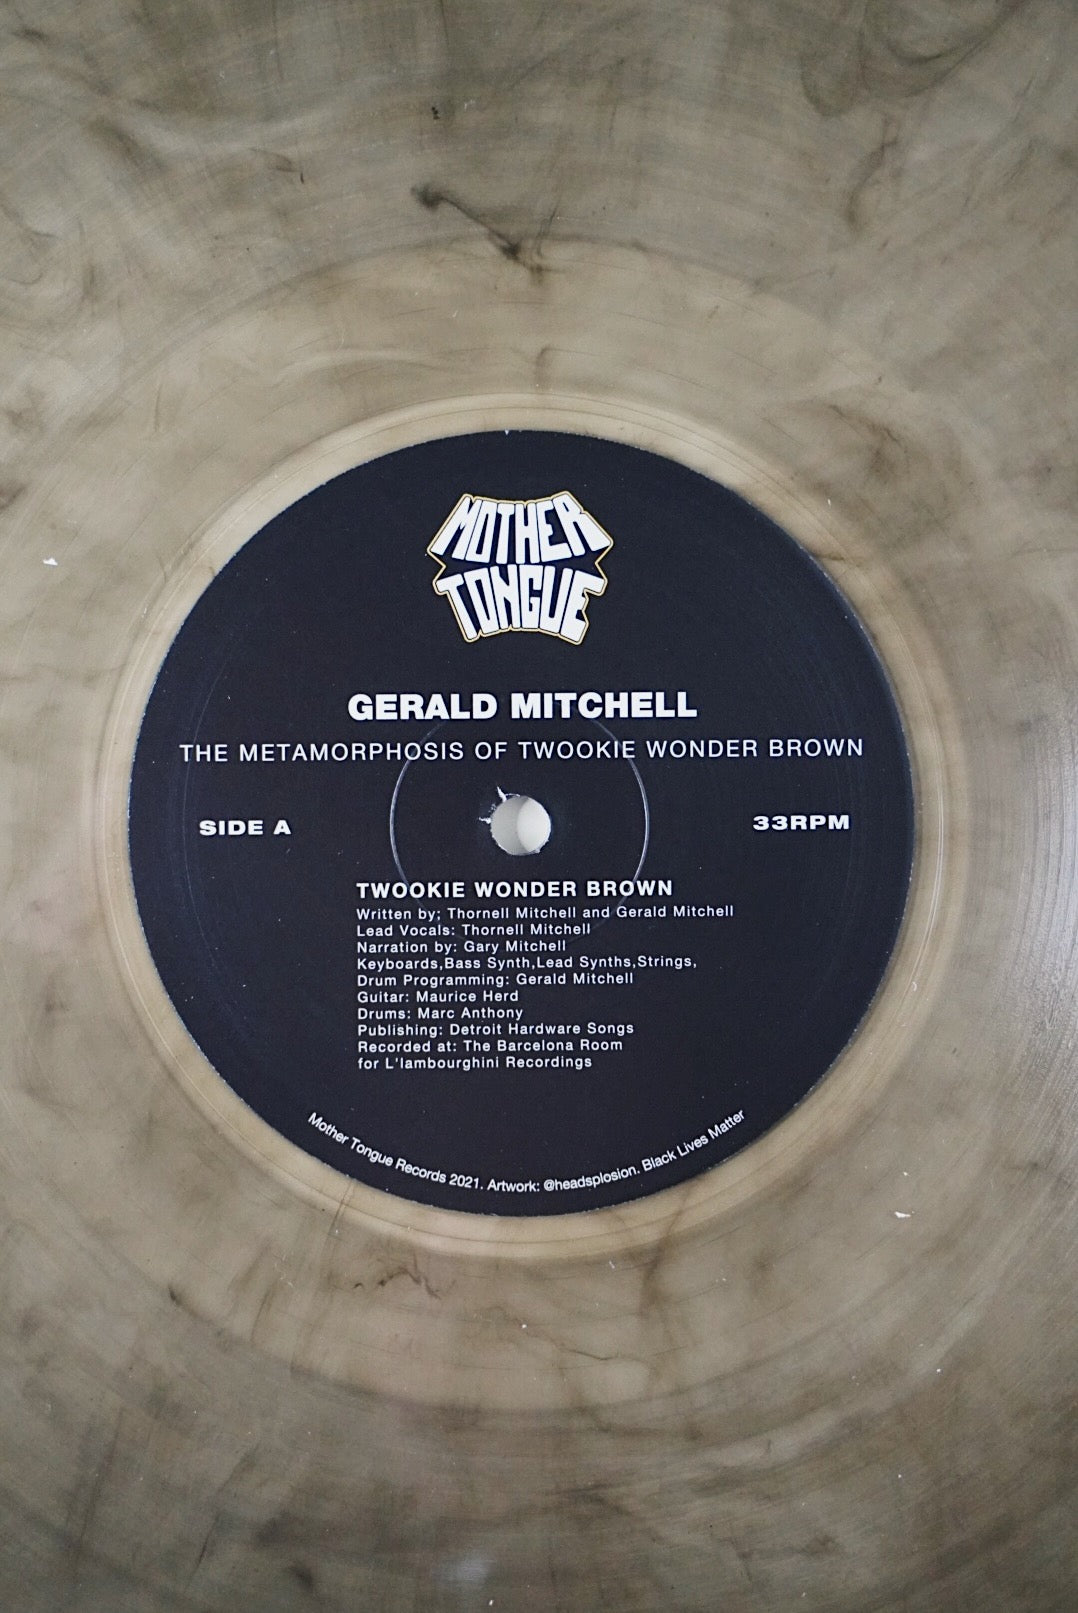 MOTHER
TONGUE
GERALD MITCHELL
THE METAMORPHOSIS OF TWOOKIE WONDER BROWN
SIDE A
33RPM
TWOOKIE WONDER BROWN
Written by; Thornell Mitchell and Gerald Mitchell
Lead Vocals: Thornell Mitchell
Narration by: Gary Mitchell
Keyboards,Bass Synth,Lead Synths,Strings,
Drum Programming: Gerald Mitchell
Guitar: Maurice Herd
Drums: Marc Anthony
Publishing: Detroit Hardware Songs
Recorded at: The Barcelona Room
for L'lambourghini Recordings
Mother Tongue Records 2021. Artwork: @headsplosion. Black Lives Matter